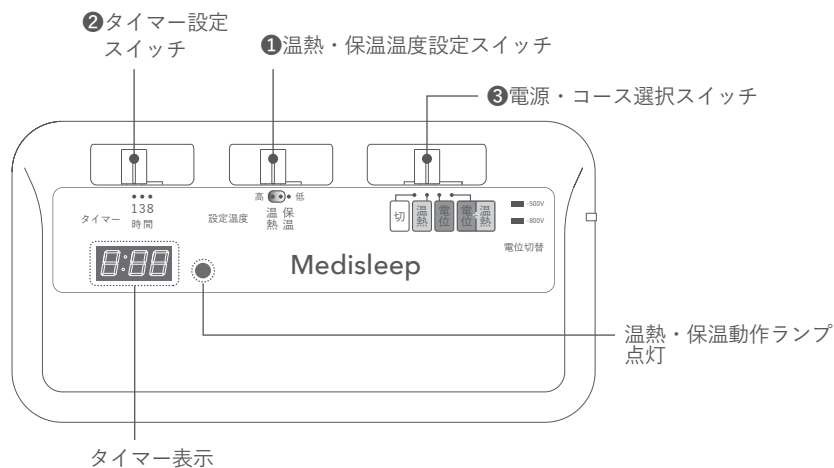 ❷タイマー設定
スイッチ
❶温熱・保温温度設定スイッチ
❸電源・コース選択スイッチ
高
低
タイマー
138
時間
設定温度
温熱
保温
切
温熱
電位
電位
温熱
-500V
-800V
電位切替
8:88
Medisleep
温熱・保温動作ランプ
点灯
タイマー表示